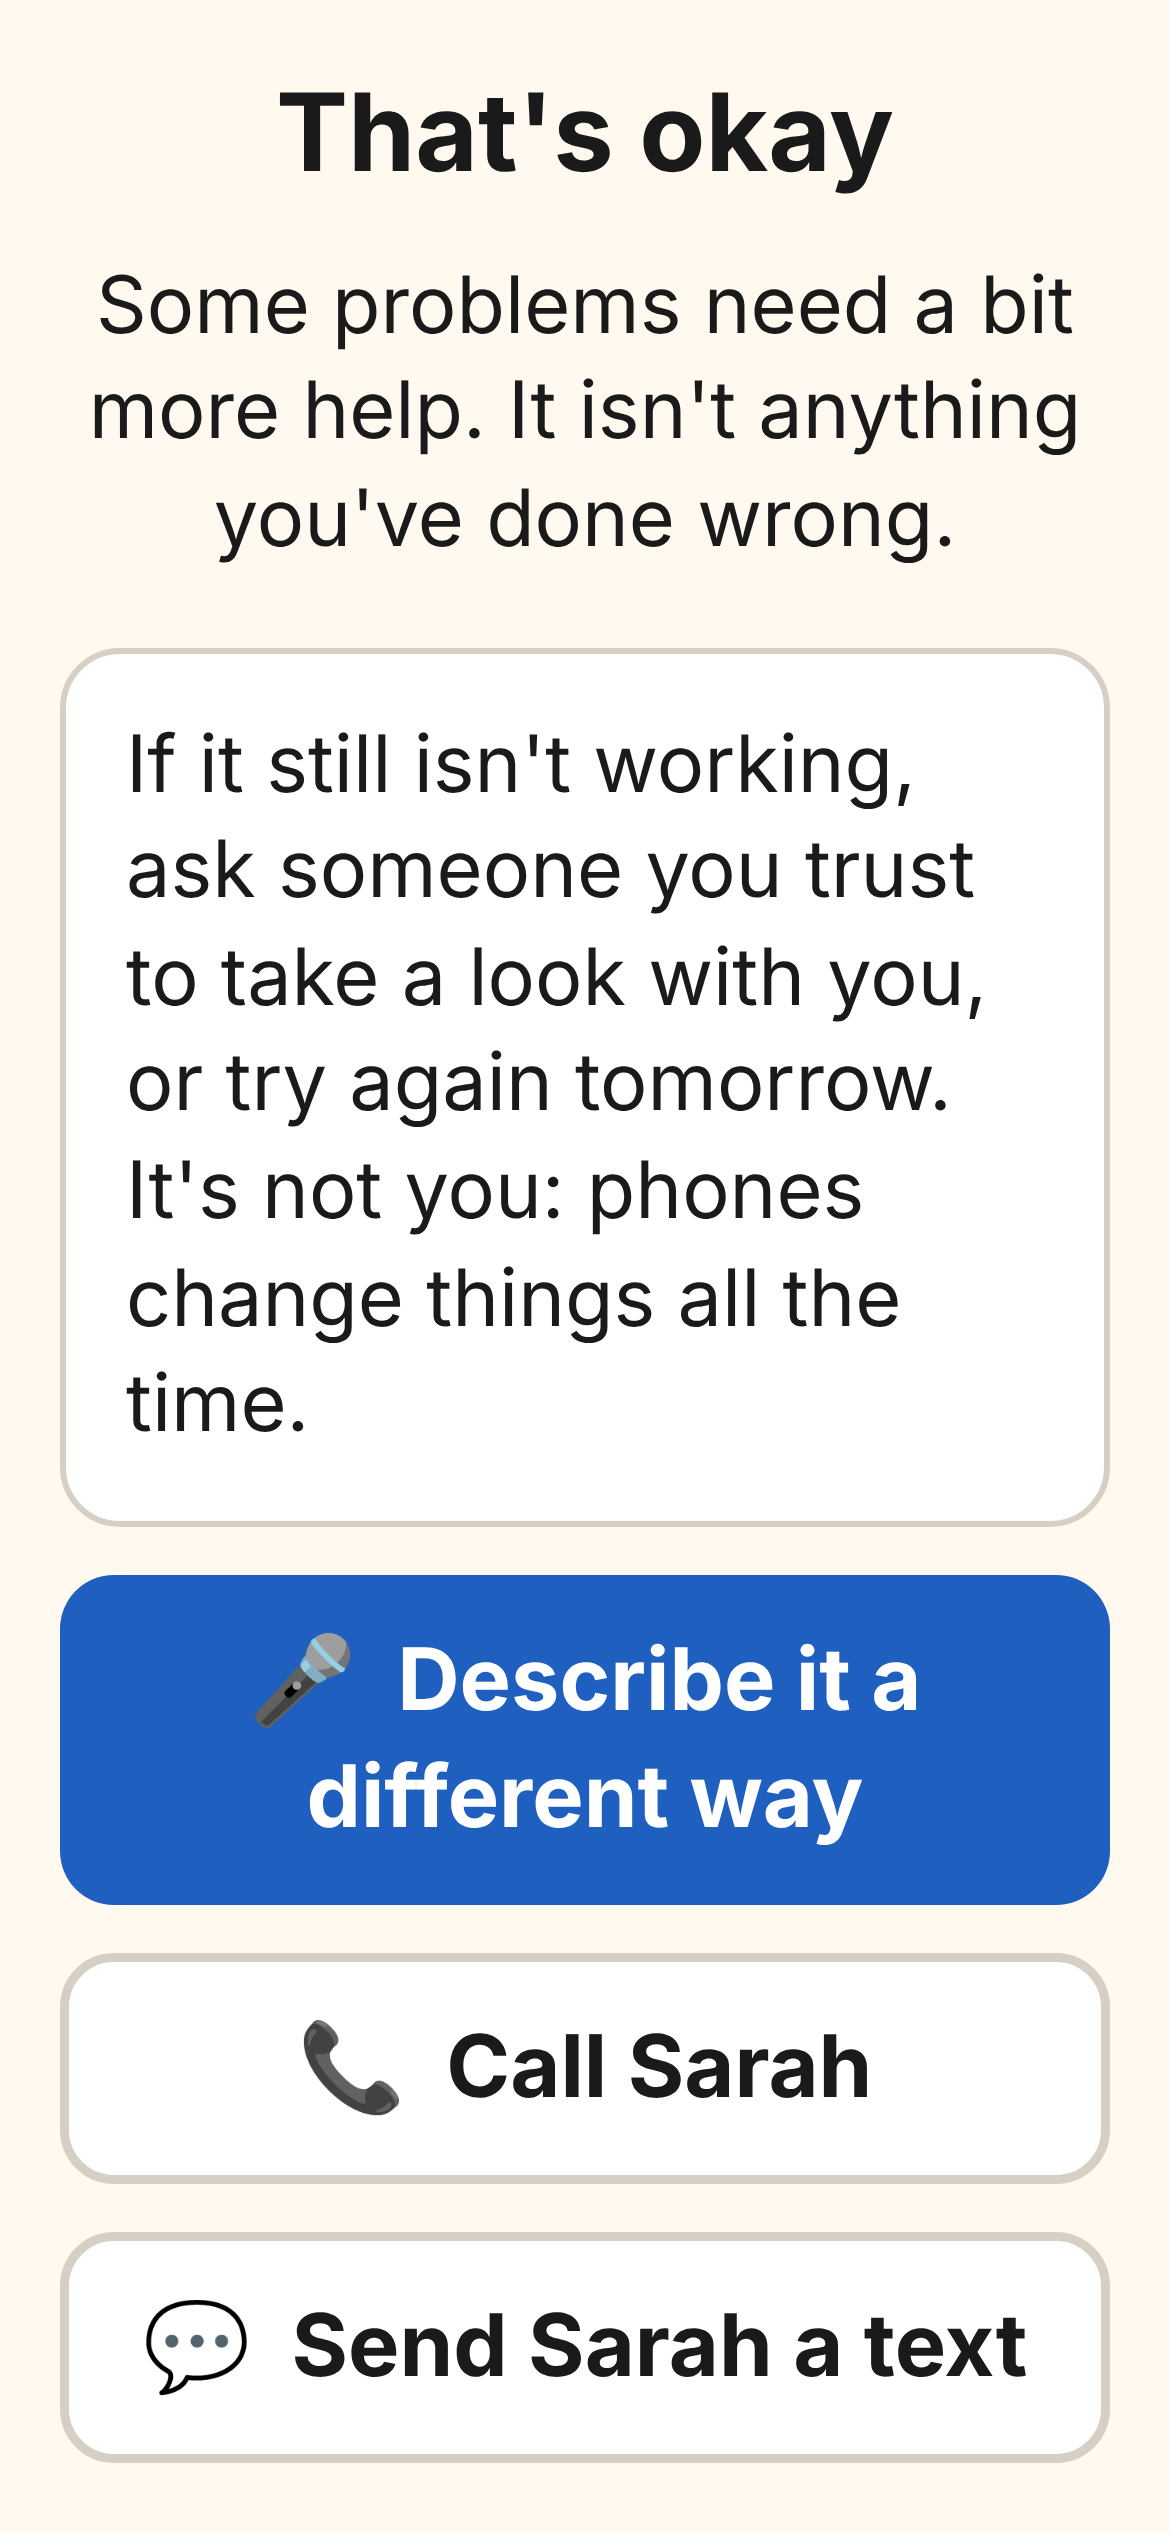 That's okay
Some problems need a bit
more help. It isn't anything
you've done wrong.
If it still isn't working,
ask someone you trust
to take a look with you,
or try again tomorrow.
It's not you: phones
change things all the
time.
🎤 Describe it a
different way
📞 Call Sarah
💬 Send Sarah a text